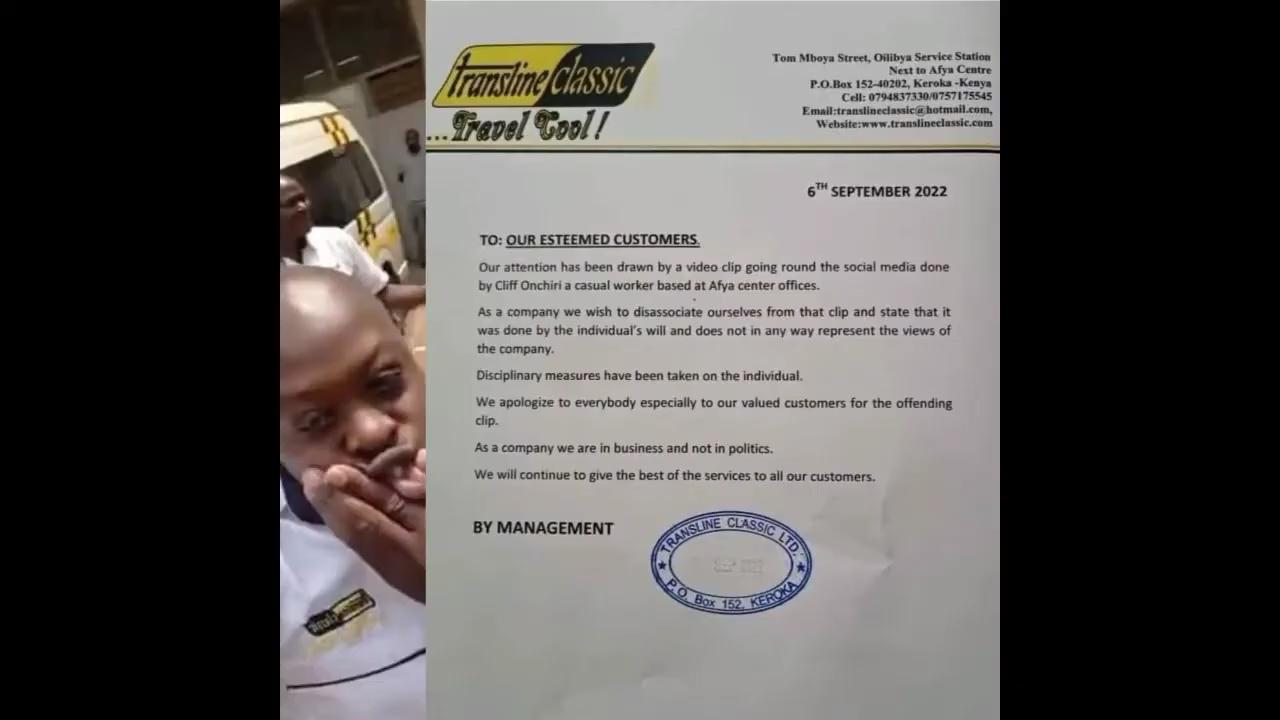 transline classic
...Travel Cool!
Tom Mboya Street, Oilibya Service Station
Next to Afya Centre
P.O.Box 152-40202, Keroka -Kenya
Cell: 0794837330/0757175545
Email:translineclassic@hotmail.com,
Website:www.translineclassic.com
6TH SEPTEMBER 2022
TO: OUR ESTEEMED CUSTOMERS.
Our attention has been drawn by a video clip going round the social media done
by Cliff Onchiri a casual worker based at Afya center offices.
As a company we wish to disassociate ourselves from that clip and state that it
was done by the individual's will and does not in any way represent the views of
the company.
Disciplinary measures have been taken on the individual.
We apologize to everybody especially to our valued customers for the offending
clip.
As a company we are in business and not in politics.
We will continue to give the best of the services to all our customers.
BY MANAGEMENT
TRANSLINE CLASSIC LTD.
P.O. Box 152, KEROKA